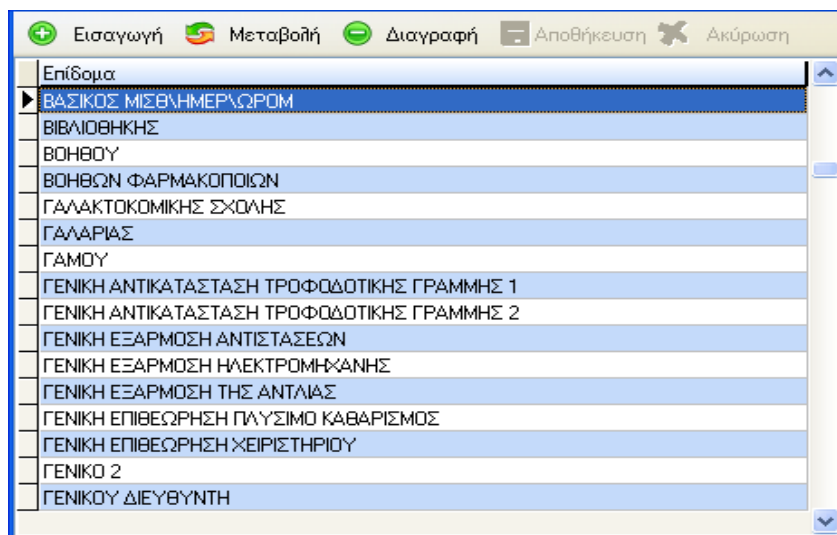 Εισαγωγή Μεταβολή Διαγραφή Αποθήκευση Ακύρωση
Επίδομα
ΒΑΣΙΚΟΣ ΜΙΣΘ\ΗΜΕΡ\ΩΡΟΜ
ΒΙΒΛΙΟΘΗΚΗΣ
ΒΟΗΘΟΥ
ΒΟΗΘΩΝ ΦΑΡΜΑΚΟΠΟΙΩΝ
ΓΑΛΑΚΤΟΚΟΜΙΚΗΣ ΣΧΟΛΗΣ
ΓΑΛΑΡΙΑΣ
ΓΑΜΟΥ
ΓΕΝΙΚΗ ΑΝΤΙΚΑΤΑΣΤΑΣΗ ΤΡΟΦΟΔΟΤΙΚΗΣ ΓΡΑΜΜΗΣ 1
ΓΕΝΙΚΗ ΑΝΤΙΚΑΤΑΣΤΑΣΗ ΤΡΟΦΟΔΟΤΙΚΗΣ ΓΡΑΜΜΗΣ 2
ΓΕΝΙΚΗ ΕΞΑΡΜΟΣΗ ΑΝΤΙΣΤΑΣΕΩΝ
ΓΕΝΙΚΗ ΕΞΑΡΜΟΣΗ ΗΛΕΚΤΡΟΜΗΧΑΝΗΣ
ΓΕΝΙΚΗ ΕΞΑΡΜΟΣΗ ΤΗΣ ΑΝΤΛΙΑΣ
ΓΕΝΙΚΗ ΕΠΙΘΕΩΡΗΣΗ ΠΛΥΣΙΜΟ ΚΑΘΑΡΙΣΜΟΣ
ΓΕΝΙΚΗ ΕΠΙΘΕΩΡΗΣΗ ΧΕΙΡΙΣΤΗΡΙΟΥ
ΓΕΝΙΚΟ 2
ΓΕΝΙΚΟΥ ΔΙΕΥΘΥΝΤΗ